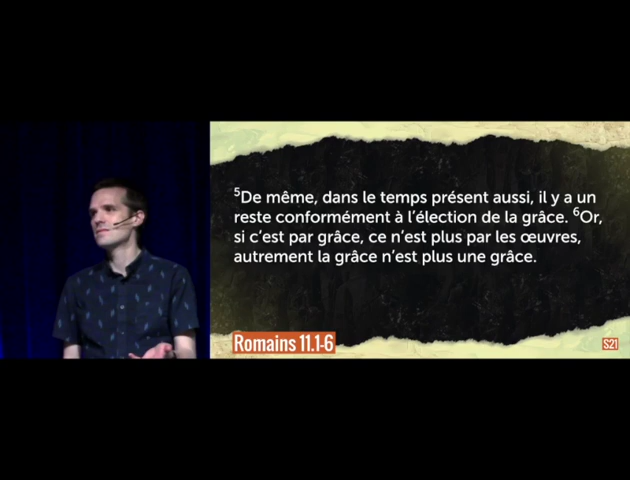 ⁵De même, dans le temps présent aussi, il y a un
reste conformément à l'élection de la grâce. ⁶Or,
si c'est par grâce, ce n'est plus par les œuvres,
autrement la grâce n'est plus une grâce.
Romains 11.1-6
S21